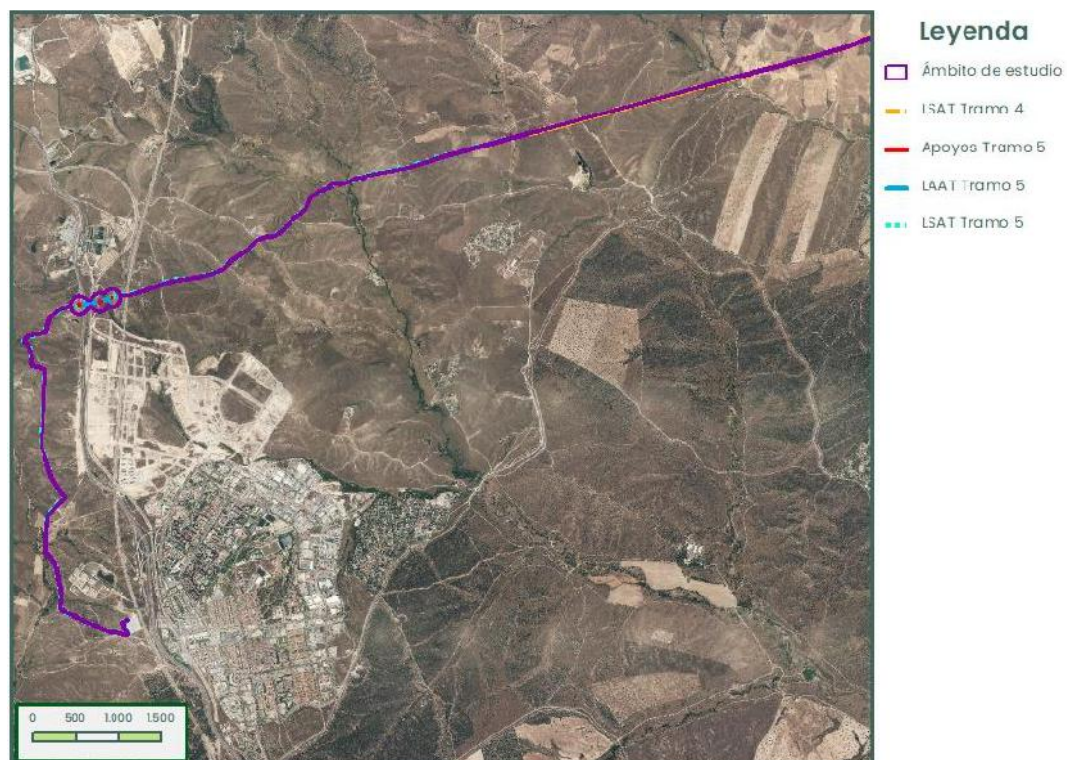 Leyenda
Ámbito de estudio
LSAT Tramo 4
Apoyos Tramo 5
LAAT Tramo 5
LSAT Tramo 5
0 500 1.000 1.500